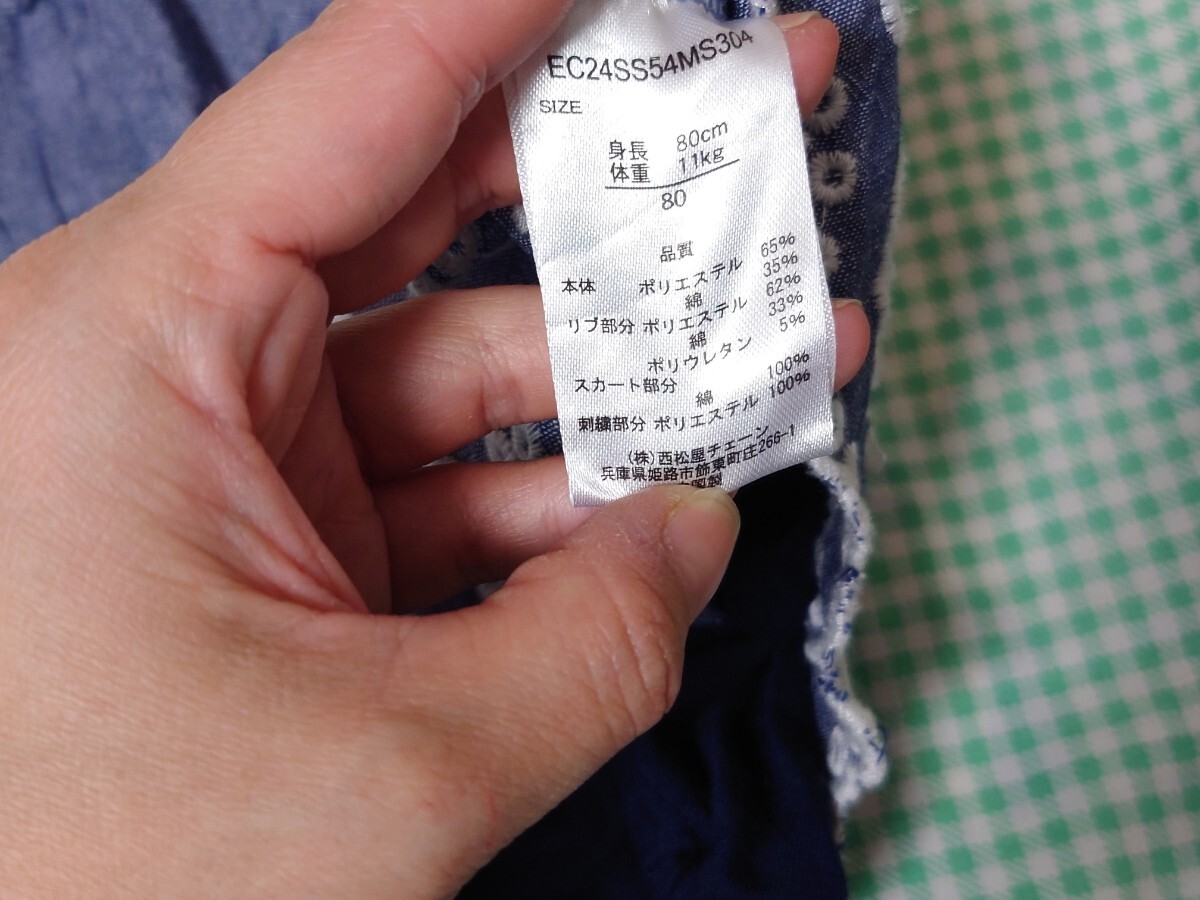 EC24SS54MS304
SIZE
身長 80cm
体重 11kg
80
品質
本体 ポリエステル 65%
綿 35%
リブ部分 ポリエステル 62%
綿 33%
ポリウレタン 5%
スカート部分 綿 100%
刺繍部分 ポリエステル 100%
(株)西松屋チェーン
兵庫県姫路市飾東町庄266-1
国製